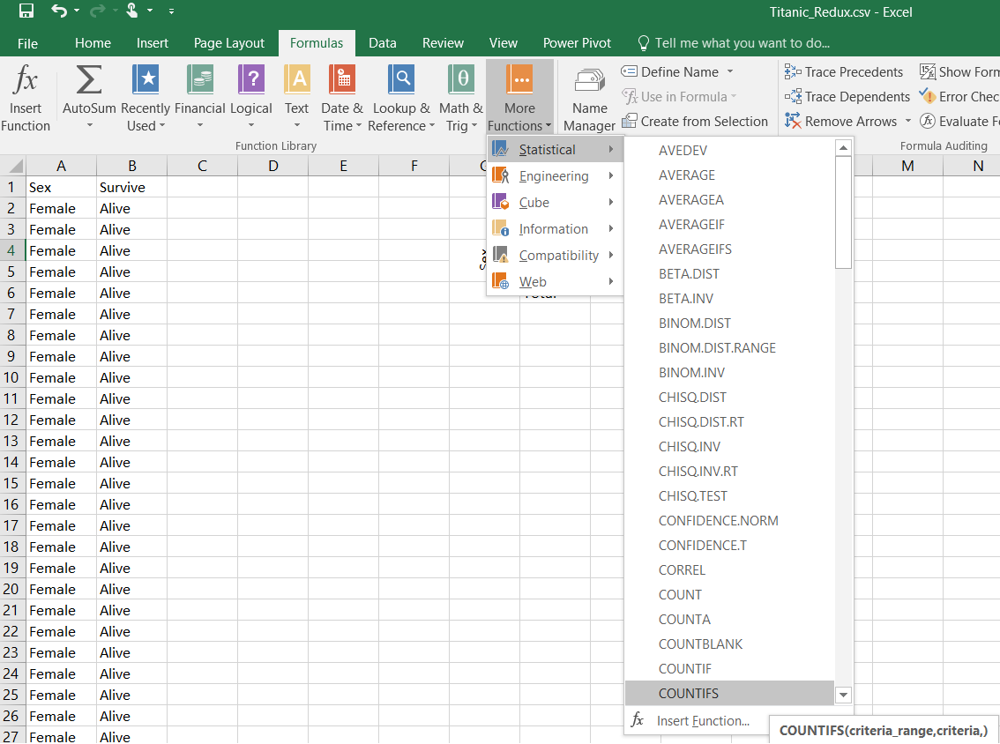 Titanic_Redux.csv - Excel
File Home Insert Page Layout Formulas Data Review View Power Pivot Tell me what you want to do...
fx Σ ? A θ
Insert Function
AutoSum
Recently Used
Financial
Logical
Text
Date & Time
Lookup & Reference
Math & Trig
More Functions
Name Manager
Define Name
Use in Formula
Create from Selection
Trace Precedents
Trace Dependents
Remove Arrows
Show Form
Error Chec
Evaluate F
Function Library
Formula Auditing
Statistical
Engineering
Cube
Information
Compatibility
Web
AVEDEV
AVERAGE
AVERAGEA
AVERAGEIF
AVERAGEIFS
BETA.DIST
BETA.INV
BINOM.DIST
BINOM.DIST.RANGE
BINOM.INV
CHISQ.DIST
CHISQ.DIST.RT
CHISQ.INV
CHISQ.INV.RT
CHISQ.TEST
CONFIDENCE.NORM
CONFIDENCE.T
CORREL
COUNT
COUNTA
COUNTBLANK
COUNTIF
COUNTIFS
fx Insert Function...
COUNTIFS(criteria_range,criteria,)
A B C D E F M N
1 Sex Survive
2 Female Alive
3 Female Alive
4 Female Alive
5 Female Alive
6 Female Alive
7 Female Alive
8 Female Alive
9 Female Alive
10 Female Alive
11 Female Alive
12 Female Alive
13 Female Alive
14 Female Alive
15 Female Alive
16 Female Alive
17 Female Alive
18 Female Alive
19 Female Alive
20 Female Alive
21 Female Alive
22 Female Alive
23 Female Alive
24 Female Alive
25 Female Alive
26 Female Alive
27 Female Alive